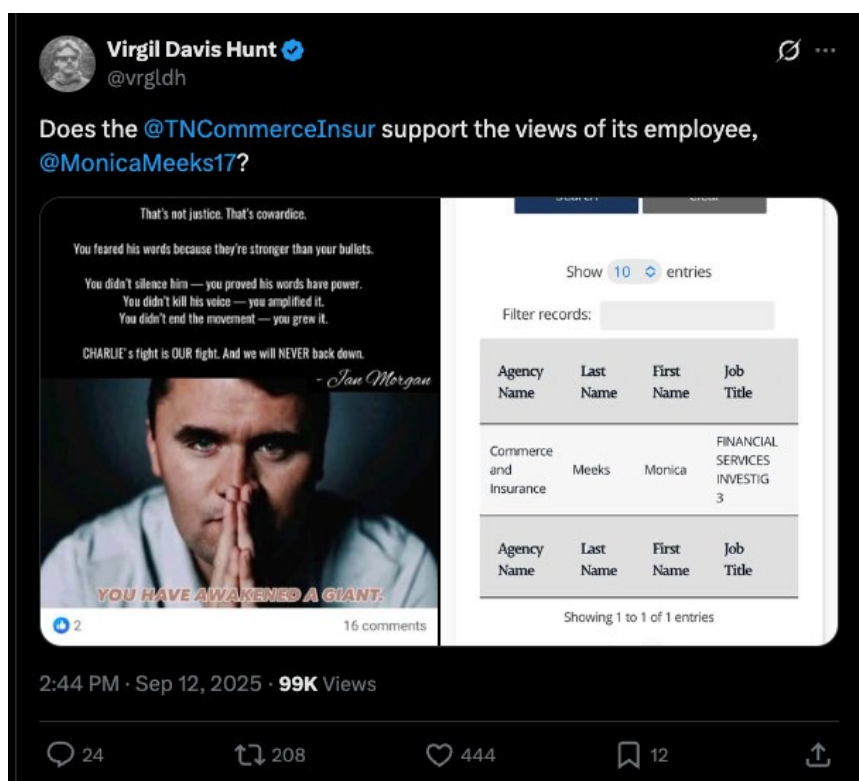 Virgil Davis Hunt
@vrgldh
Does the @TNCommerceInsur support the views of its employee,
@MonicaMeeks17?
That's not justice. That's cowardice.
You feared his words because they're stronger than your bullets.
You didn't silence him — you proved his words have power.
You didn't kill his voice — you amplified it.
You didn't end the movement — you grew it.
CHARLIE's fight is OUR fight. And we will NEVER back down.
- Jan Morgan
YOU HAVE AWAKENED A GIANT.
2
16 comments
Show 10 entries
Filter records:
Agency Name
Last Name
First Name
Job Title
Commerce and Insurance
Meeks
Monica
FINANCIAL SERVICES INVESTIG 3
Agency Name
Last Name
First Name
Job Title
Showing 1 to 1 of 1 entries
2:44 PM · Sep 12, 2025 · 99K Views
24
208
444
12